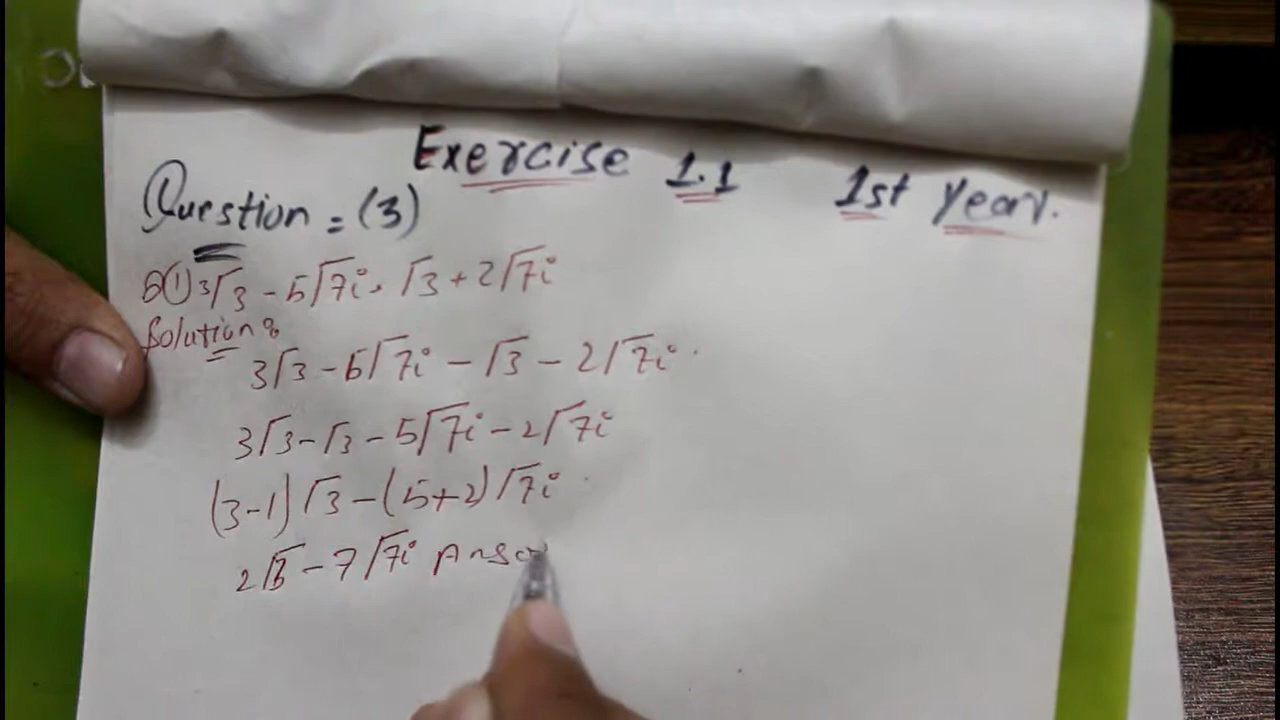 Exercise 1.1 1st Year.
Question = (3)
(1) 3√3 - 5√7i, √3 + 2√7i
Solution:
3√3 - 5√7i - √3 - 2√7i.
3√3 - √3 - 5√7i - 2√7i
(3-1)√3 - (5+2)√7i
2√3 - 7√7i